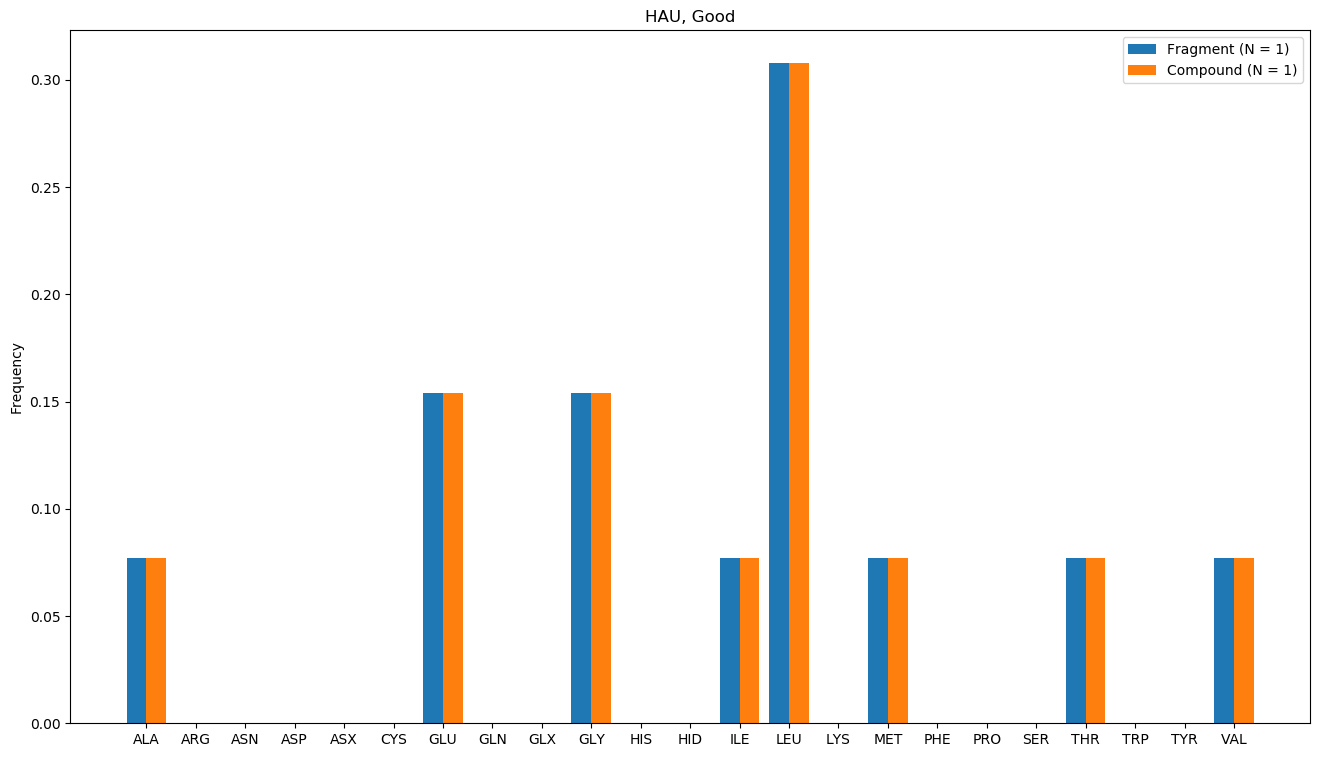 HAU, Good
Fragment (N = 1)
Compound (N = 1)
Frequency
0.30
0.25
0.20
0.15
0.10
0.05
0.00
ALA ARG ASN ASP ASX CYS GLU GLN GLX GLY HIS HID ILE LEU LYS MET PHE PRO SER THR TRP TYR VAL